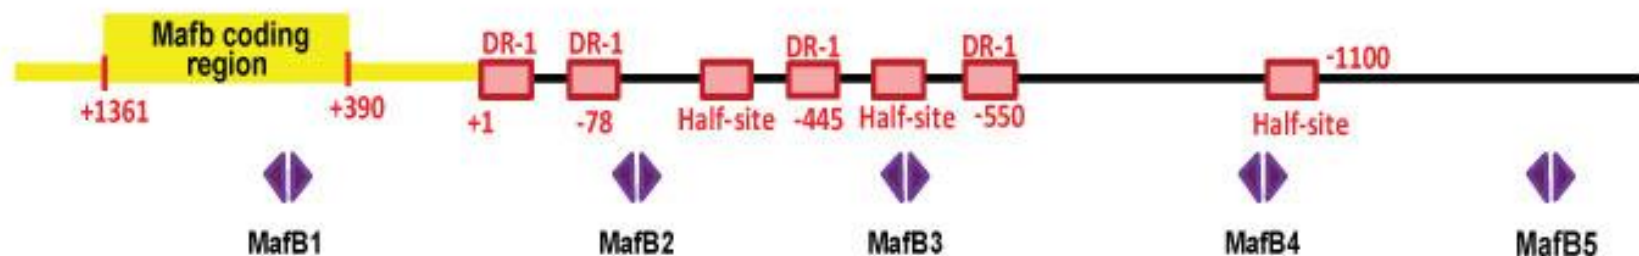 Mafb coding
region
DR-1 DR-1 DR-1 DR-1
+1361 +390 +1 -78 Half-site -445 Half-site -550 -1100
Half-site
MafB1 MafB2 MafB3 MafB4 MafB5